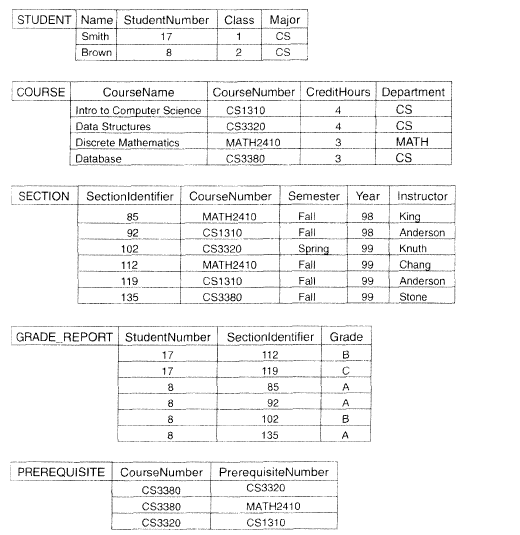 STUDENT Name StudentNumber Class Major
Smith 17 1 CS
Brown 8 2 CS
COURSE CourseName CourseNumber CreditHours Department
Intro to Computer Science CS1310 4 CS
Data Structures CS3320 4 CS
Discrete Mathematics MATH2410 3 MATH
Database CS3380 3 CS
SECTION SectionIdentifier CourseNumber Semester Year Instructor
85 MATH2410 Fall 98 King
92 CS1310 Fall 98 Anderson
102 CS3320 Spring 99 Knuth
112 MATH2410 Fall 99 Chang
119 CS1310 Fall 99 Anderson
135 CS3380 Fall 99 Stone
GRADE_REPORT StudentNumber SectionIdentifier Grade
17 112 B
17 119 C
8 85 A
8 92 A
8 102 B
8 135 A
PREREQUISITE CourseNumber PrerequisiteNumber
CS3380 CS3320
CS3380 MATH2410
CS3320 CS1310